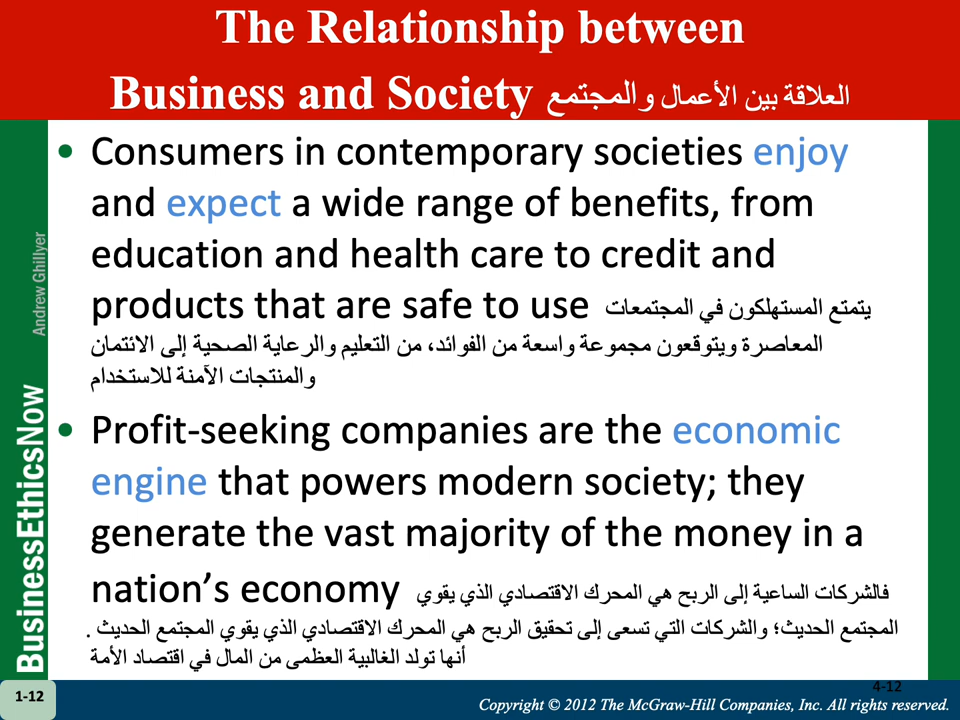 The Relationship between
Business and Society العلاقة بين الأعمال والمجتمع
• Consumers in contemporary societies enjoy
and expect a wide range of benefits, from
education and health care to credit and
products that are safe to use يتمتع المستهلكون في المجتمعات
المعاصرة ويتوقعون مجموعة واسعة من الفوائد، من التعليم والرعاية الصحية إلى الائتمان
والمنتجات الآمنة للاستخدام
• Profit-seeking companies are the economic
engine that powers modern society; they
generate the vast majority of the money in a
nation’s economy فالشركات الساعية إلى الربح هي المحرك الاقتصادي الذي يقوي
المجتمع الحديث؛ والشركات التي تسعى إلى تحقيق الربح هي المحرك الاقتصادي الذي يقوي المجتمع الحديث .
أنها تولد الغالبية العظمى من المال في اقتصاد الأمة
Andrew Ghillyer
BusinessEthicsNow
1-12
4-12
Copyright © 2012 The McGraw-Hill Companies, Inc. All rights reserved.